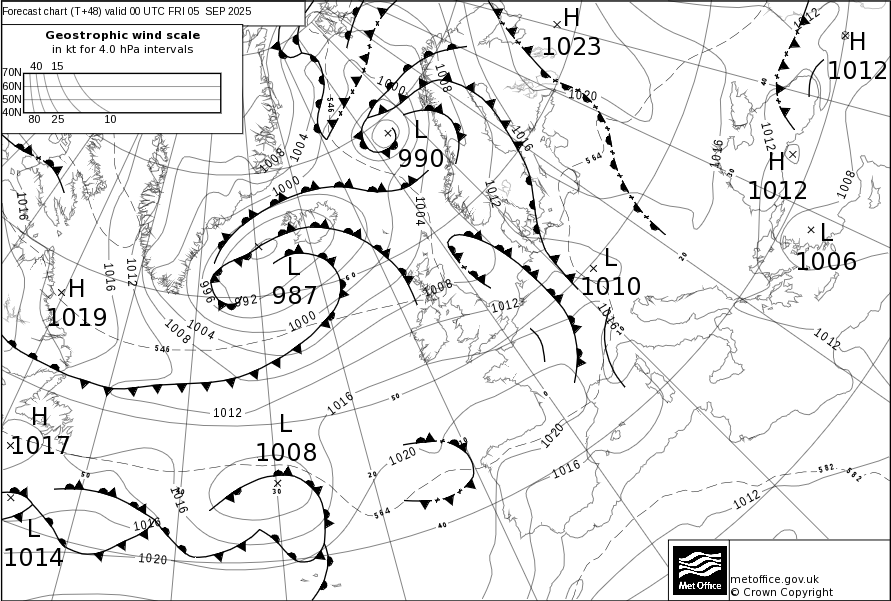 Forecast chart (T+48) valid 00 UTC FRI 05 SEP 2025
Geostrophic wind scale
in kt for 4.0 hPa intervals
40 15
70N
60N
50N
40N
80 25 10
H
1023
1012
H
1012
1000
1008
1020
546
L
990
1004
1008
1016
564
1016
1012
H
1012
1008
1000
1016
1012
1004
L
1006
1016
1012
L
987
996
992
1008
1012
L
1010
H
1019
1008
1004
1000
546
1016
1012
1012
1016
H
1017
L
1008
1020
1020
1016
1012
582
582
564
1016
1016
1020
L
1014
Met Office
metoffice.gov.uk
© Crown Copyright